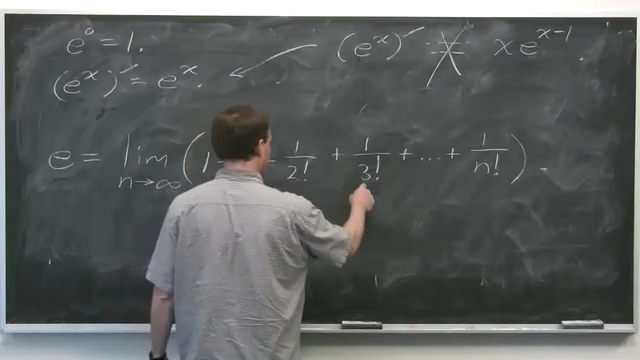 e⁰ = 1.
(eˣ)′ ≠ x eˣ⁻¹
(eˣ)′ = eˣ.
e = lim n→∞ (1 + 1/2! + 1/3! + ... + 1/n!).